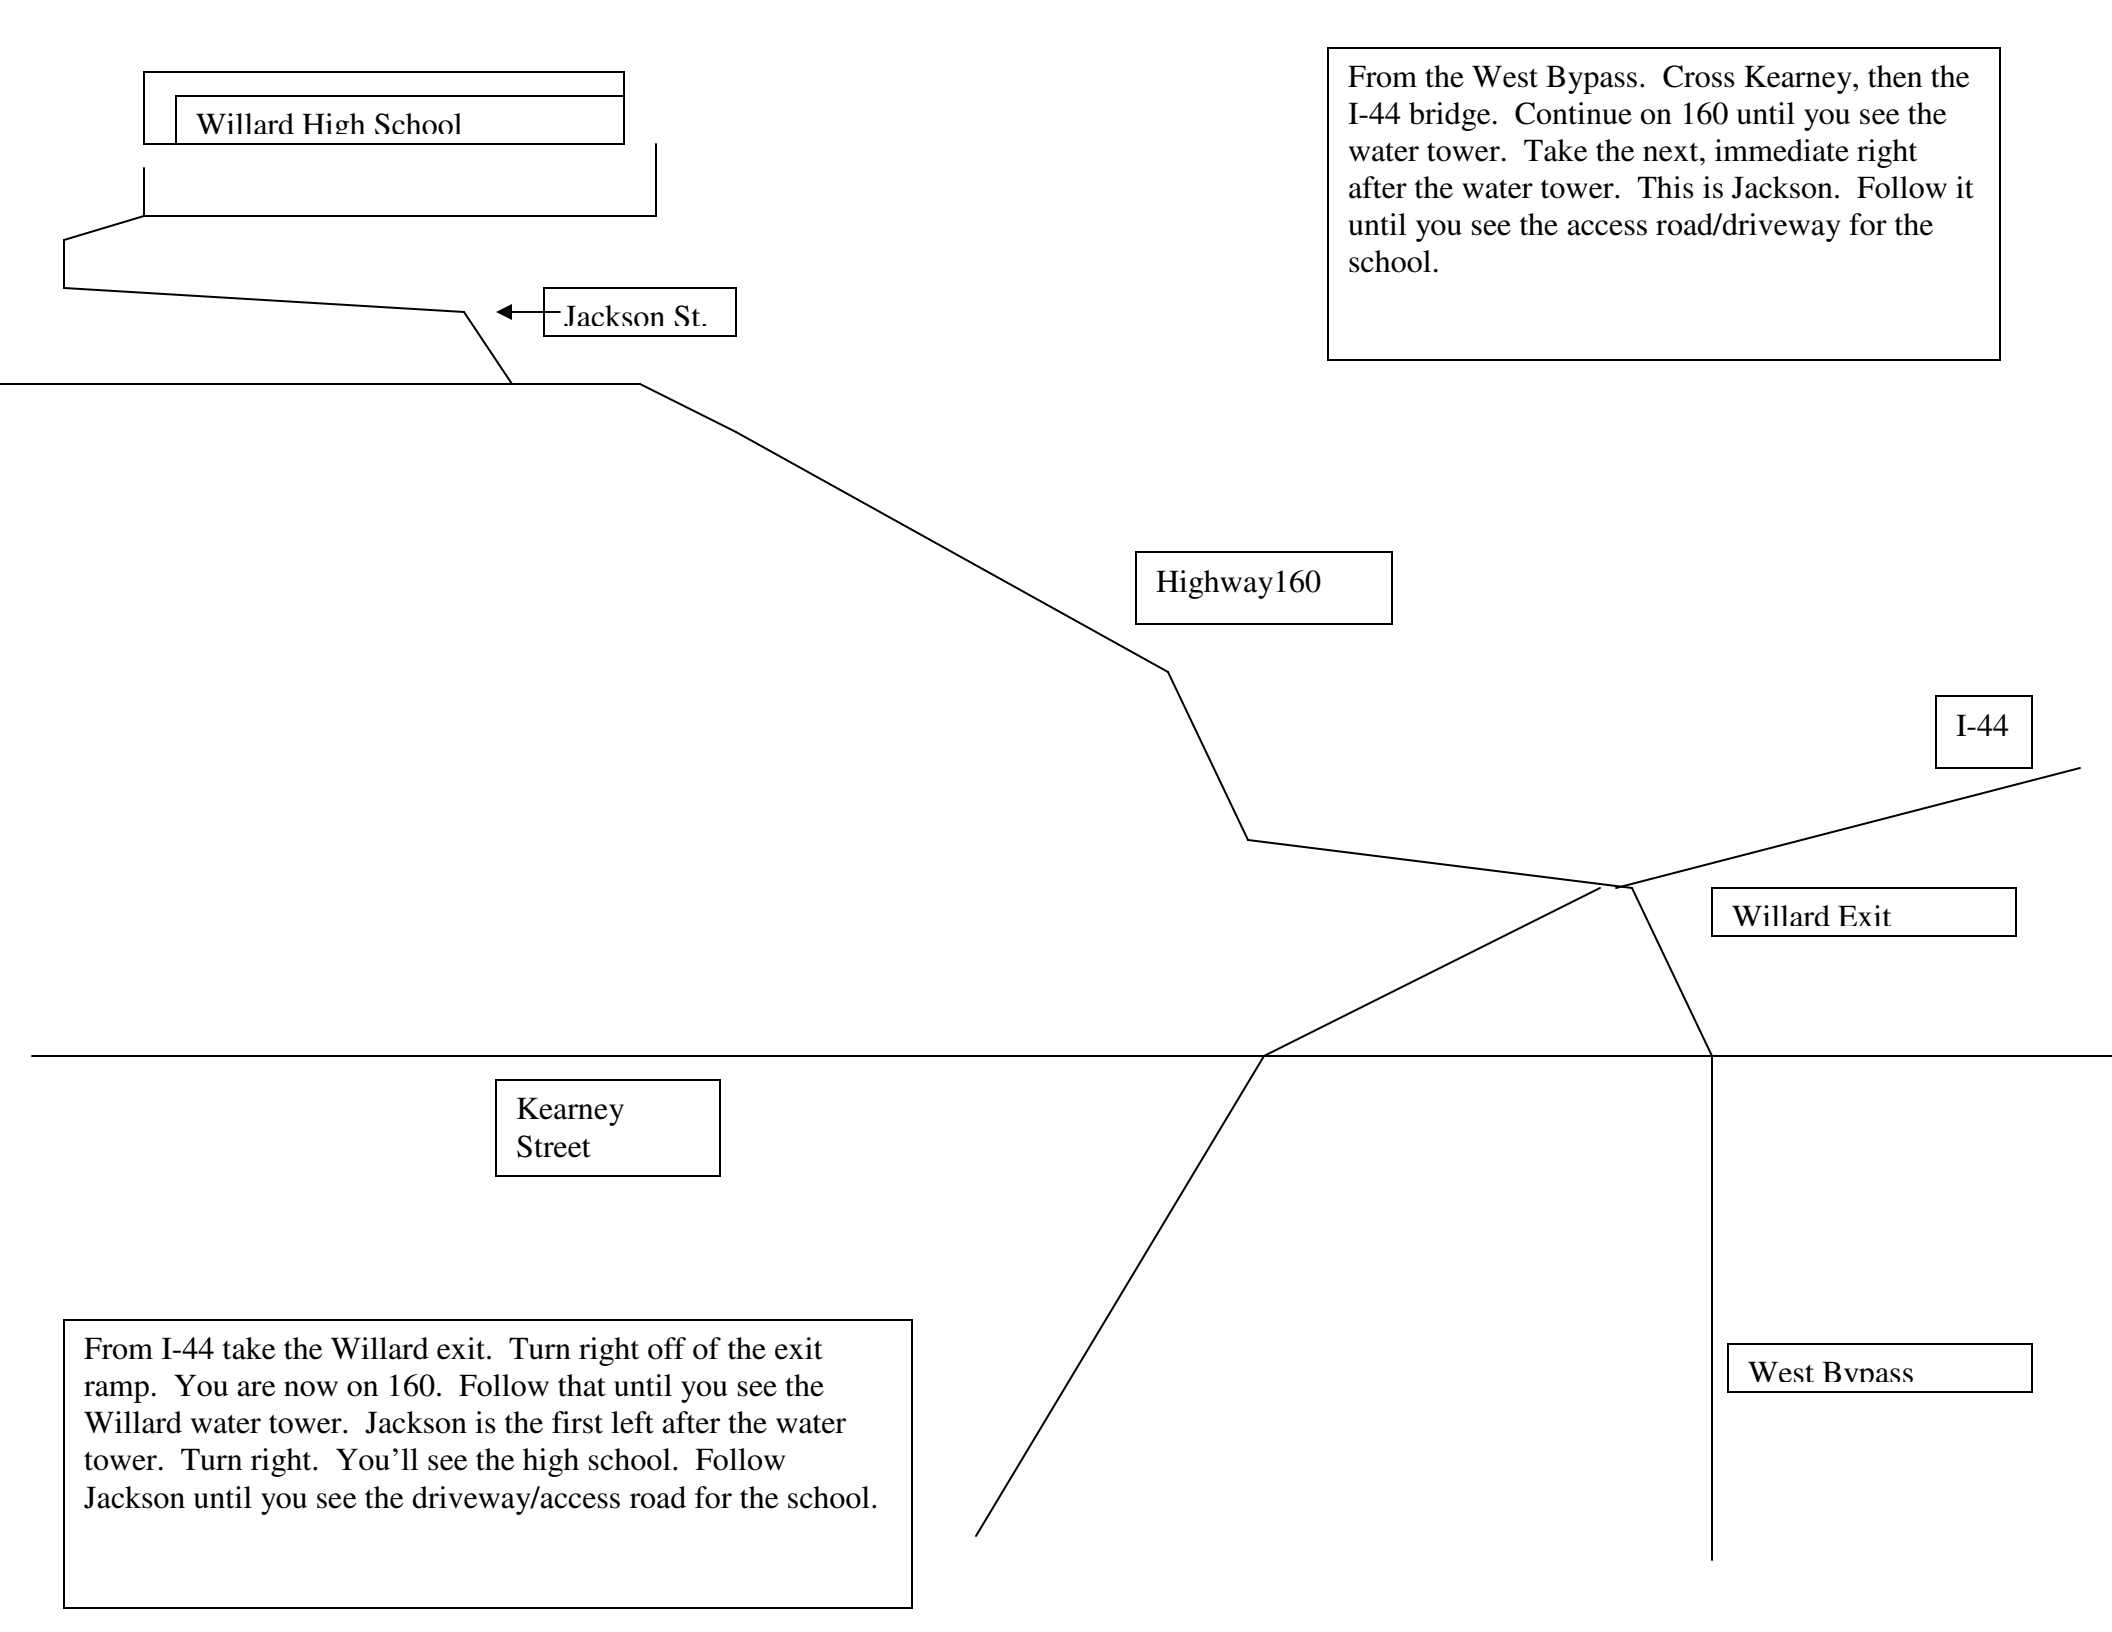 From the West Bypass.  Cross Kearney, then the
I-44 bridge.  Continue on 160 until you see the
water tower.  Take the next, immediate right
after the water tower.  This is Jackson.  Follow it
until you see the access road/driveway for the
school.
Willard High School
Jackson St.
Highway160
I-44
Willard Exit
Kearney
Street
From I-44 take the Willard exit.  Turn right off of the exit
ramp.  You are now on 160.  Follow that until you see the
Willard water tower.  Jackson is the first left after the water
tower.  Turn right.  You’ll see the high school.  Follow
Jackson until you see the driveway/access road for the school.
West Bypass